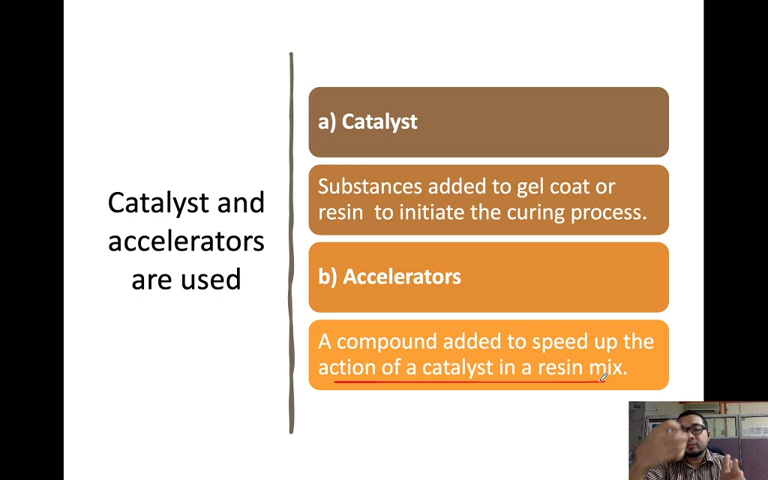 Catalyst and
accelerators
are used
a) Catalyst
Substances added to gel coat or
resin to initiate the curing process.
b) Accelerators
A compound added to speed up the
action of a catalyst in a resin mix.